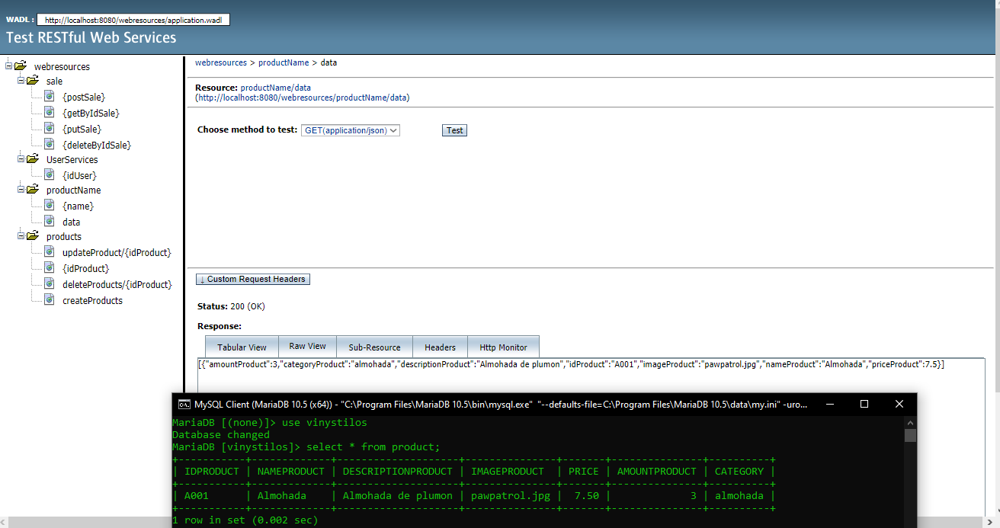 WADL : http://localhost:8080/webresources/application.wadl
Test RESTful Web Services
webresources
sale
{postSale}
{getByIdSale}
{putSale}
{deleteByIdSale}
UserServices
{idUser}
productName
{name}
data
products
updateProduct/{idProduct}
{idProduct}
deleteProducts/{idProduct}
createProducts
webresources > productName > data
Resource: productName/data
(http://localhost:8080/webresources/productName/data)
Choose method to test: GET(application/json) Test
↓ Custom Request Headers
Status: 200 (OK)
Response:
Tabular View Raw View Sub-Resource Headers Http Monitor
[{"amountProduct":3,"categoryProduct":"almohada","descriptionProduct":"Almohada de plumon","idProduct":"A001","imageProduct":"pawpatrol.jpg","nameProduct":"Almohada","priceProduct":7.5}]
MySQL Client (MariaDB 10.5 (x64)) - "C:\Program Files\MariaDB 10.5\bin\mysql.exe" "--defaults-file=C:\Program Files\MariaDB 10.5\data\my.ini" -uro...
MariaDB [(none)]> use vinystilos
Database changed
MariaDB [vinystilos]> select * from product;
+-----------+-------------+--------------------+---------------+-------+---------------+----------+
| IDPRODUCT | NAMEPRODUCT | DESCRIPTIONPRODUCT | IMAGEPRODUCT | PRICE | AMOUNTPRODUCT | CATEGORY |
+-----------+-------------+--------------------+---------------+-------+---------------+----------+
| A001 | Almohada | Almohada de plumon | pawpatrol.jpg | 7.50 | 3 | almohada |
+-----------+-------------+--------------------+---------------+-------+---------------+----------+
1 row in set (0.002 sec)